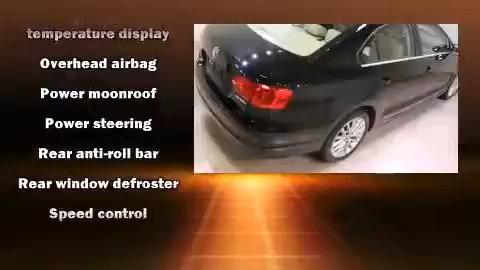 temperature display
Overhead airbag
Power moonroof
Power steering
Rear anti-roll bar
Rear window defroster
Speed control